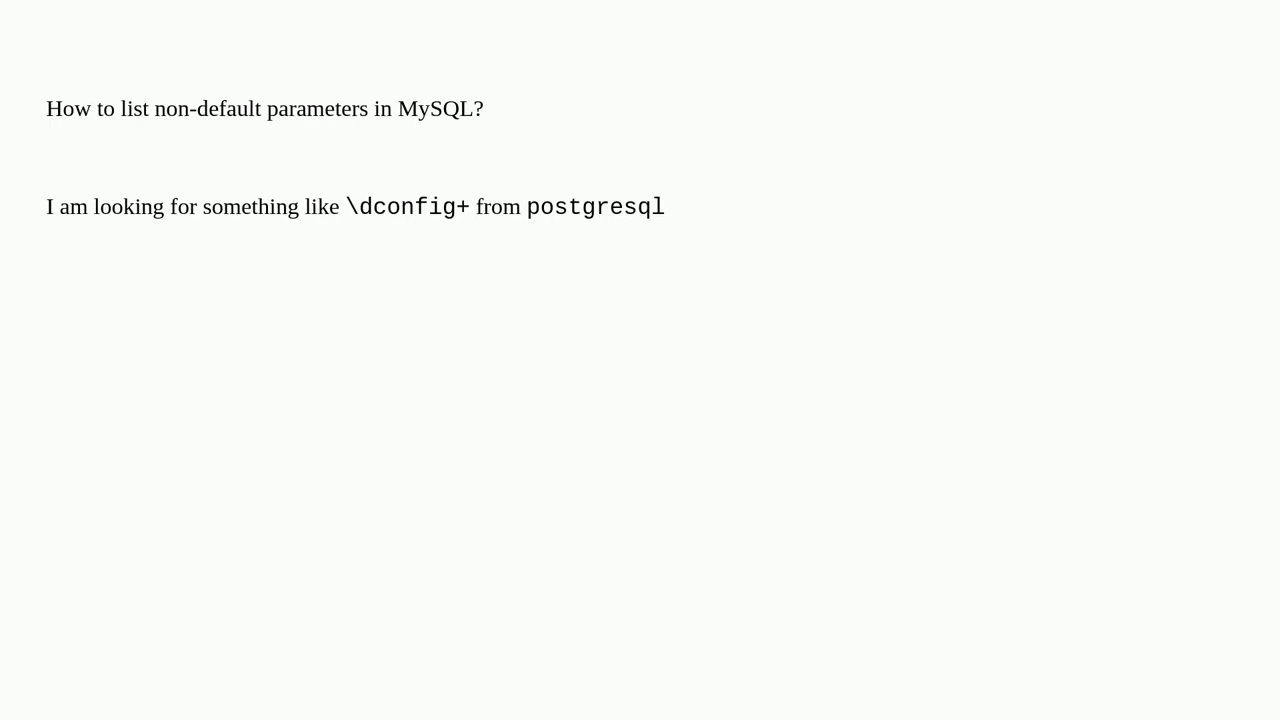 How to list non-default parameters in MySQL?
I am looking for something like \dconfig+ from postgresql